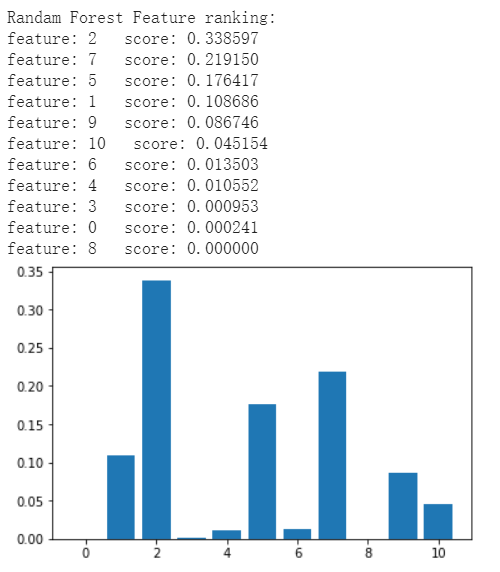 Randam Forest Feature ranking:
feature: 2 score: 0.338597
feature: 7 score: 0.219150
feature: 5 score: 0.176417
feature: 1 score: 0.108686
feature: 9 score: 0.086746
feature: 10 score: 0.045154
feature: 6 score: 0.013503
feature: 4 score: 0.010552
feature: 3 score: 0.000953
feature: 0 score: 0.000241
feature: 8 score: 0.000000
0.35
0.30
0.25
0.20
0.15
0.10
0.05
0.00
0 2 4 6 8 10